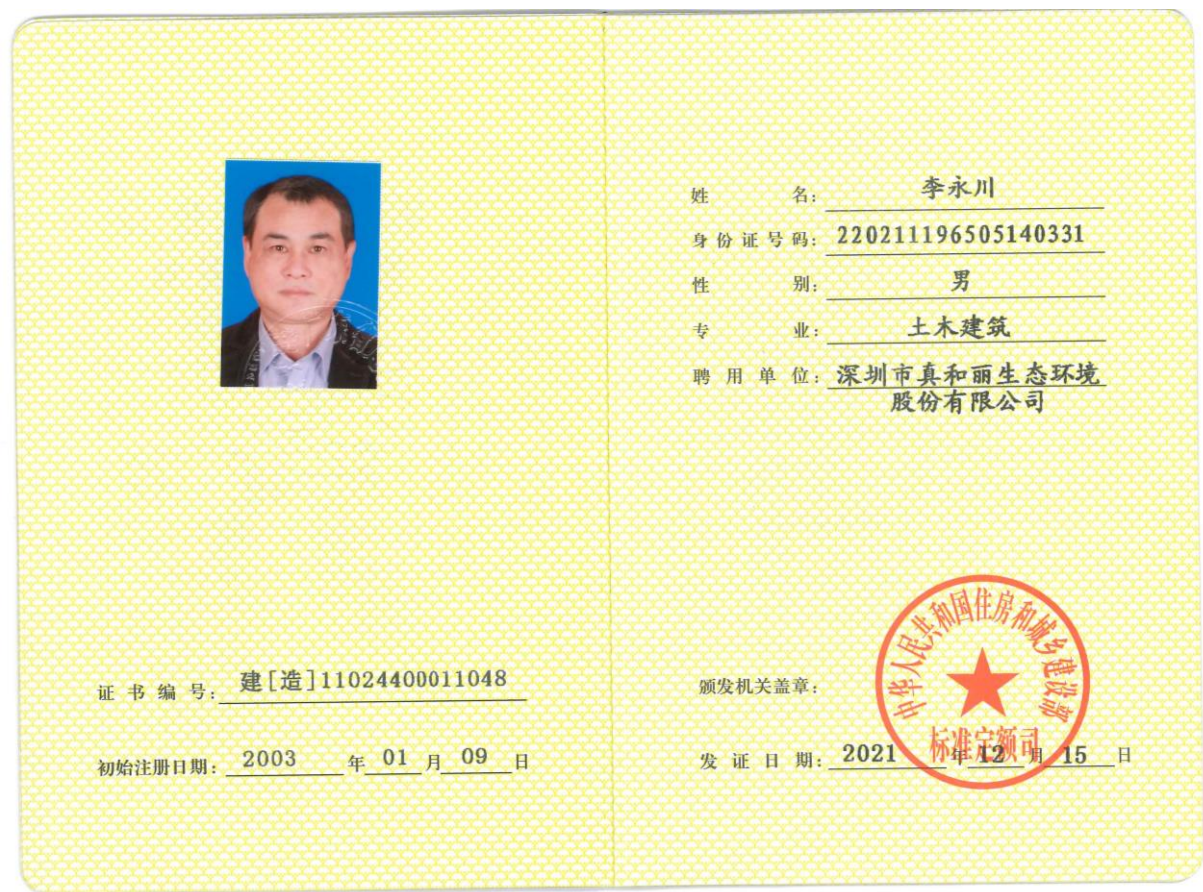 姓名：李永川
身份证号码：220211196505140331
性别：男
专业：土木建筑
聘用单位：深圳市真和丽生态环境
股份有限公司
证书编号：建[造]11024400011048
初始注册日期：2003年01月09日
颁发机关盖章：
中华人民共和国住房和城乡建设部
标准定额司
发证日期：2021年12月15日